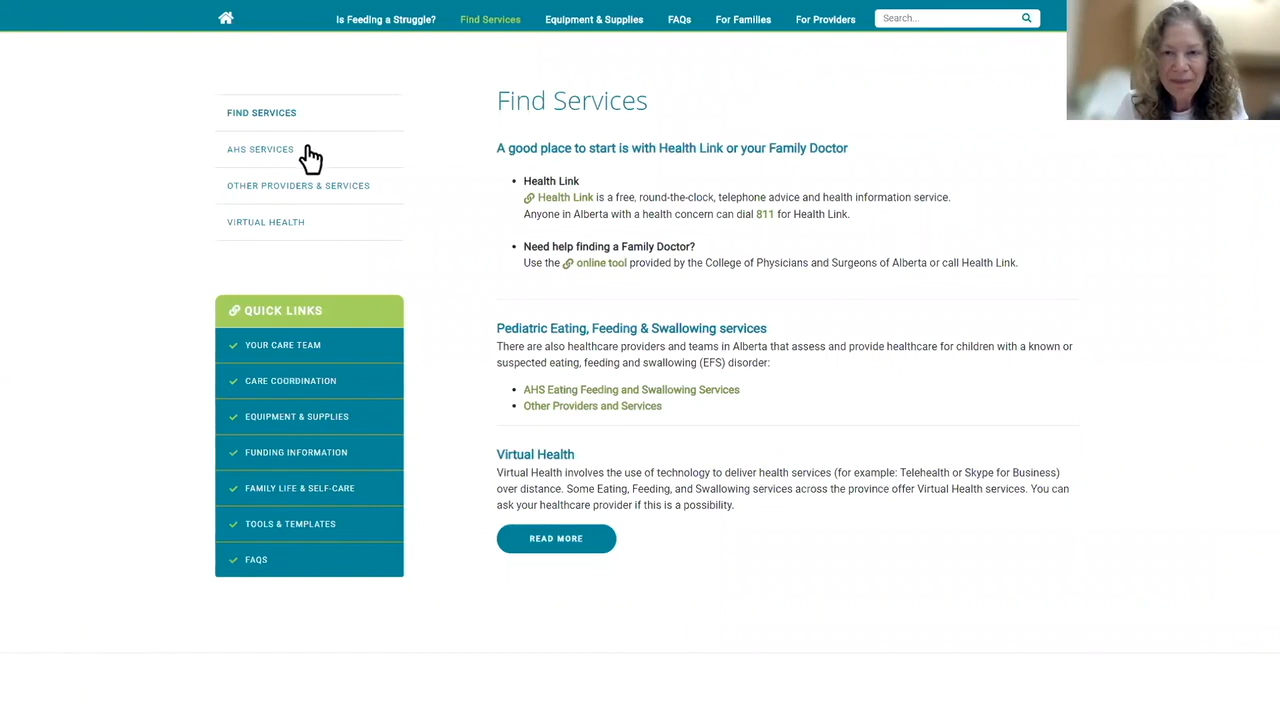 Is Feeding a Struggle? Find Services Equipment & Supplies FAQs For Families For Providers Search...
FIND SERVICES
AHS SERVICES
OTHER PROVIDERS & SERVICES
VIRTUAL HEALTH
QUICK LINKS
YOUR CARE TEAM
CARE COORDINATION
EQUIPMENT & SUPPLIES
FUNDING INFORMATION
FAMILY LIFE & SELF-CARE
TOOLS & TEMPLATES
FAQS
Find Services
A good place to start is with Health Link or your Family Doctor
• Health Link
Health Link is a free, round-the-clock, telephone advice and health information service.
Anyone in Alberta with a health concern can dial 811 for Health Link.
• Need help finding a Family Doctor?
Use the online tool provided by the College of Physicians and Surgeons of Alberta or call Health Link.
Pediatric Eating, Feeding & Swallowing services
There are also healthcare providers and teams in Alberta that assess and provide healthcare for children with a known or
suspected eating, feeding and swallowing (EFS) disorder:
• AHS Eating Feeding and Swallowing Services
• Other Providers and Services
Virtual Health
Virtual Health involves the use of technology to deliver health services (for example: Telehealth or Skype for Business)
over distance. Some Eating, Feeding, and Swallowing services across the province offer Virtual Health services. You can
ask your healthcare provider if this is a possibility.
READ MORE